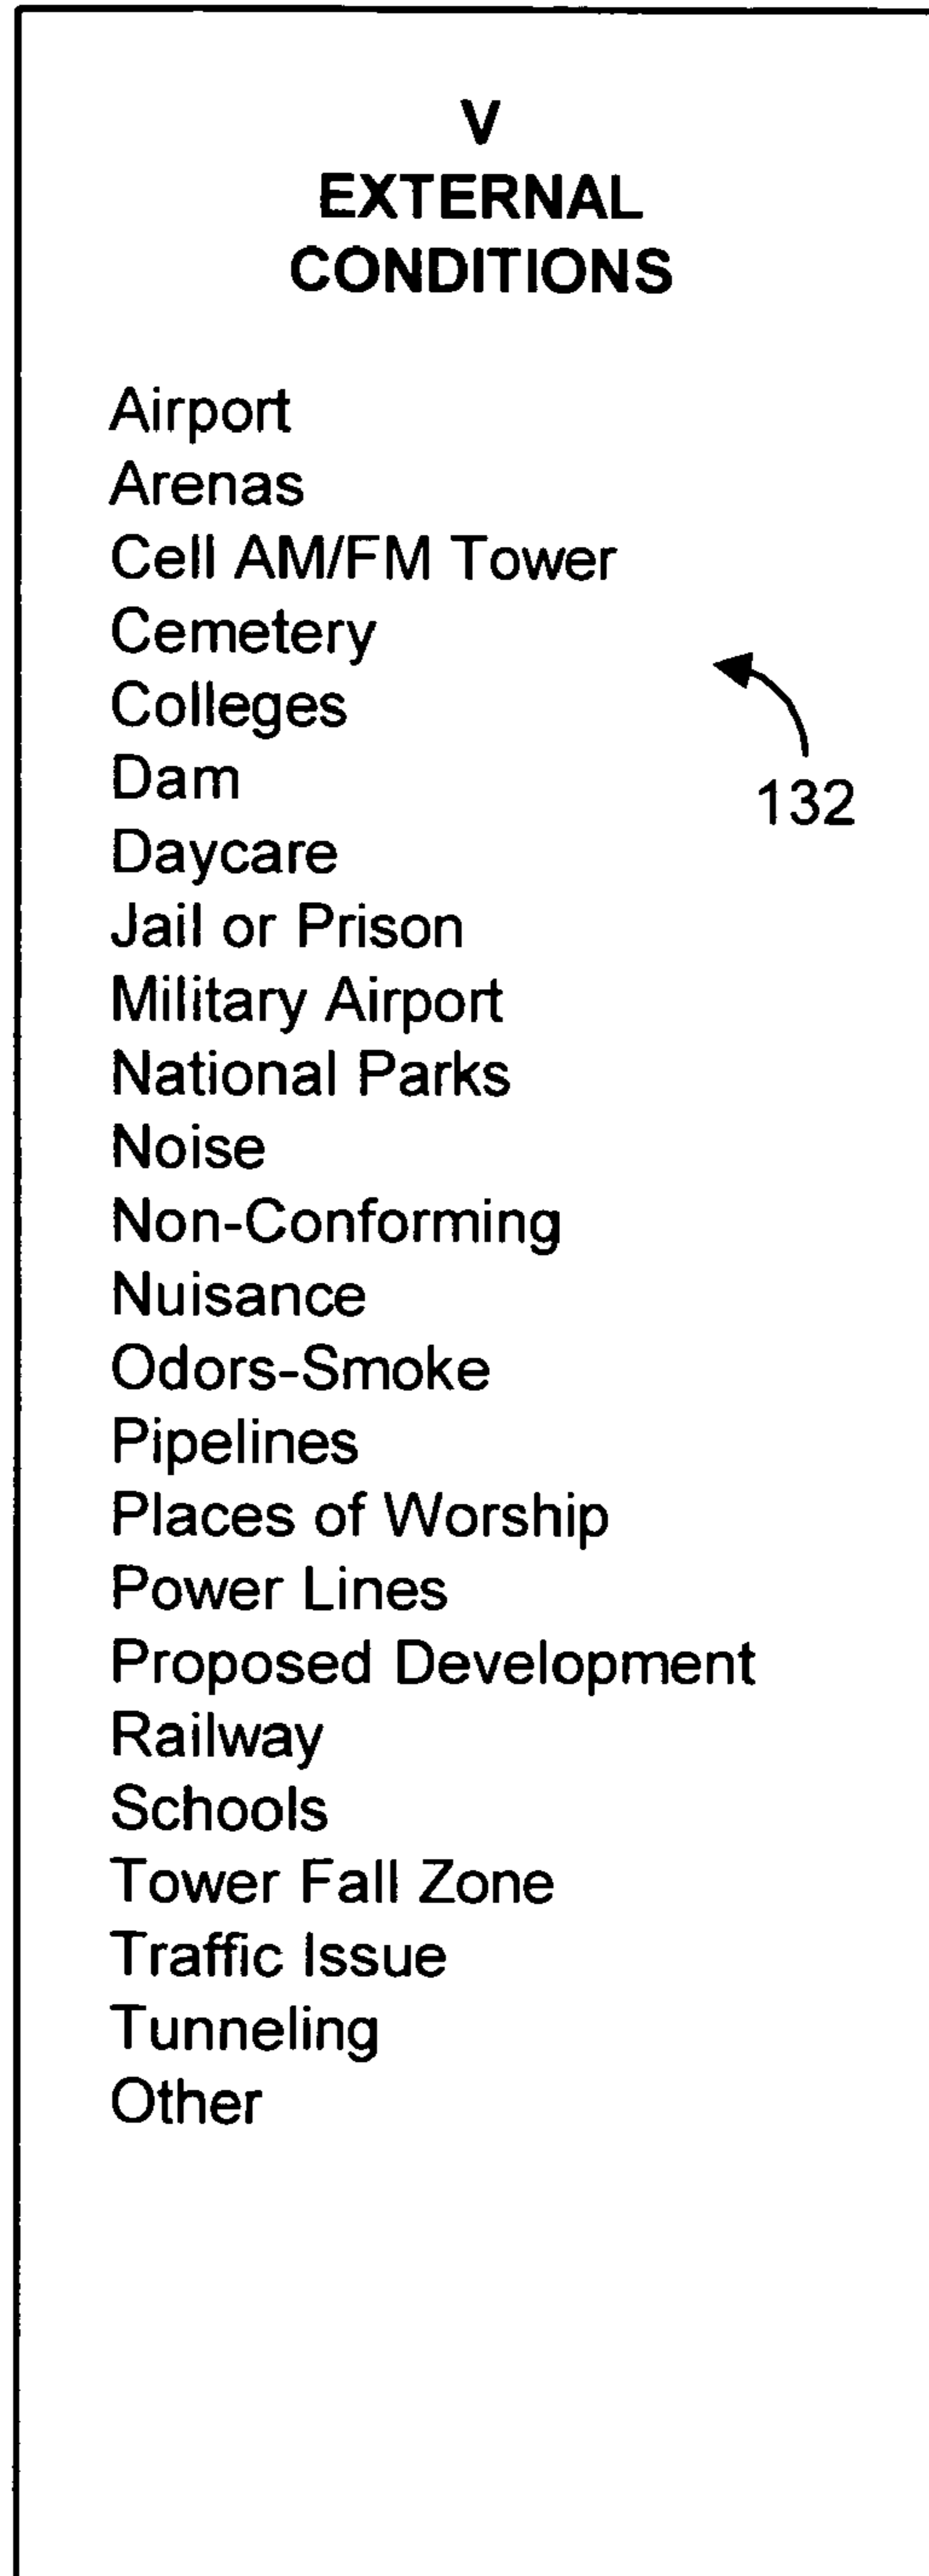 V
EXTERNAL
CONDITIONS
Airport
Arenas
Cell AM/FM Tower
Cemetery
Colleges
Dam
132
Daycare
Jail or Prison
Military Airport
National Parks
Noise
Non-Conforming
Nuisance
Odors-Smoke
Pipelines
Places of Worship
Power Lines
Proposed Development
Railway
Schools
Tower Fall Zone
Traffic Issue
Tunneling
Other